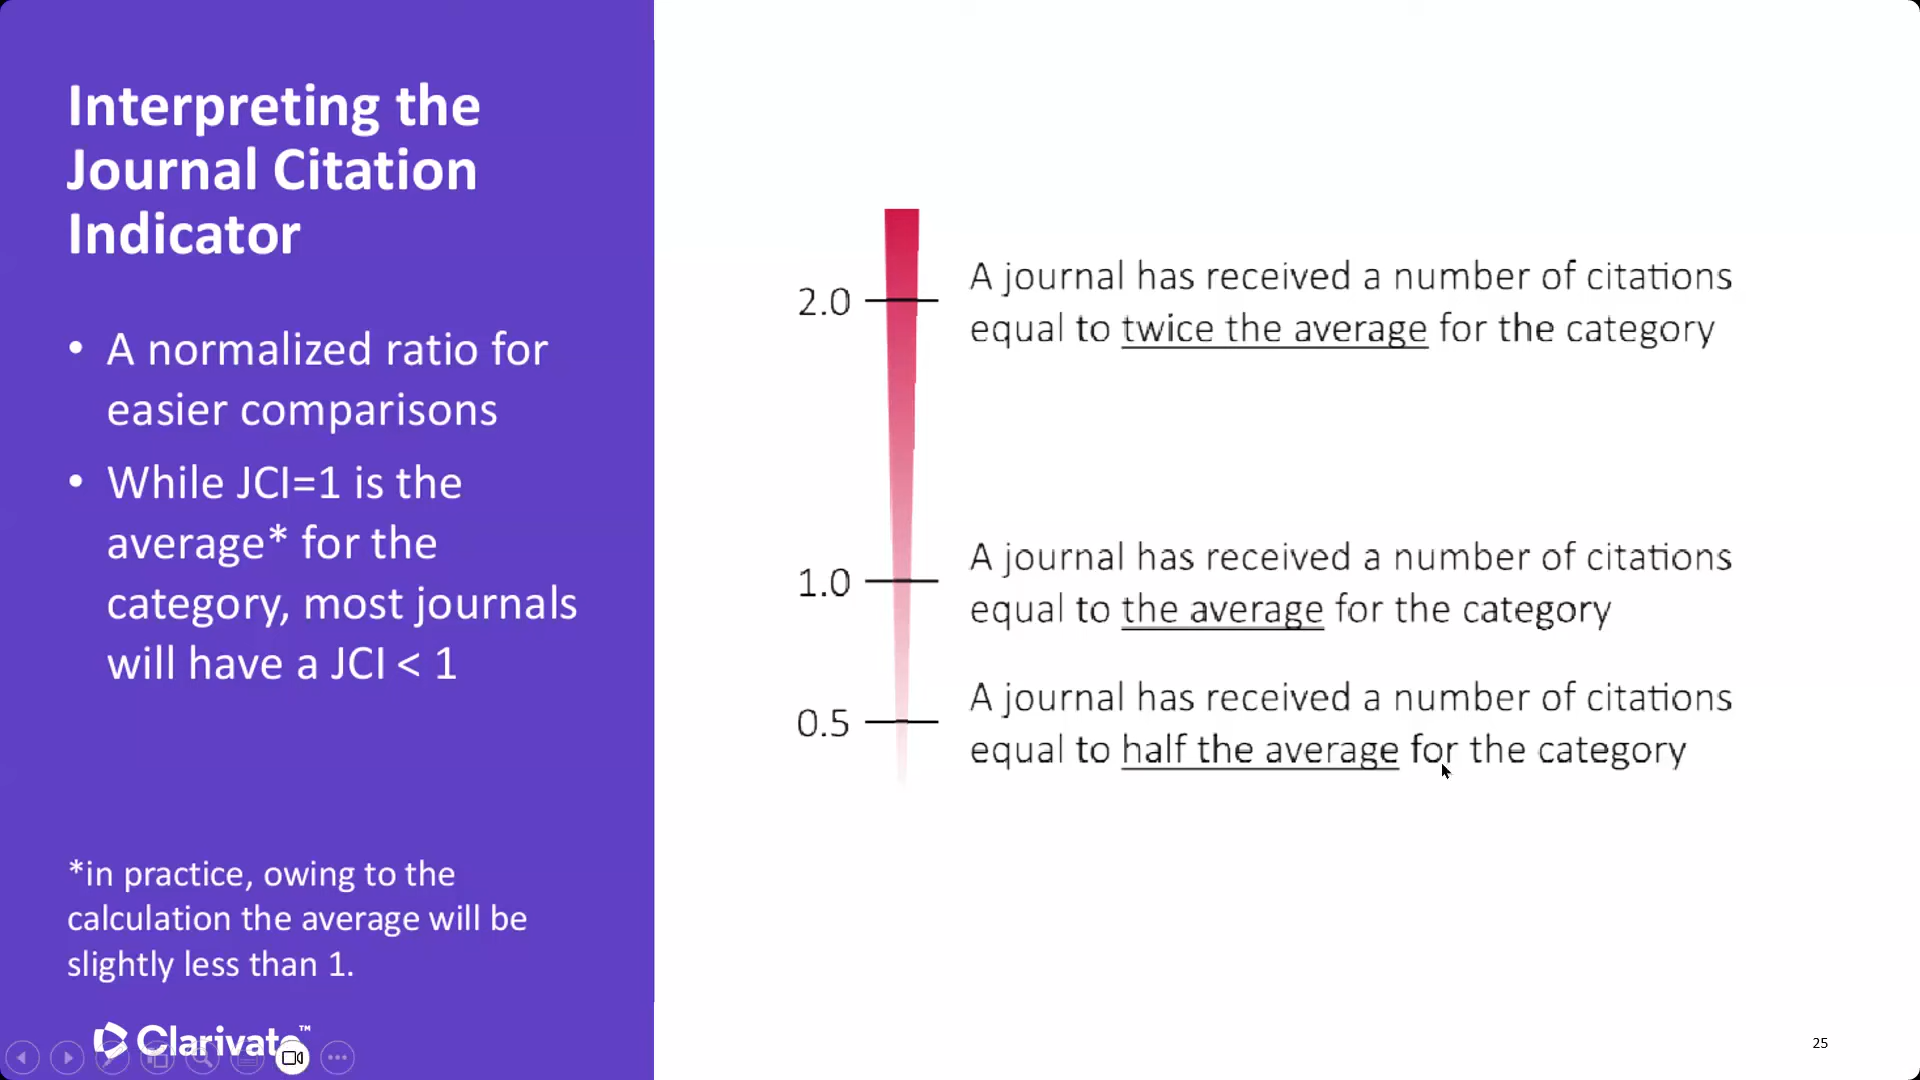 Interpreting the
Journal Citation
Indicator
• A normalized ratio for
easier comparisons
• While JCI=1 is the
average* for the
category, most journals
will have a JCI < 1
*in practice, owing to the
calculation the average will be
slightly less than 1.
Clarivate™
2.0
A journal has received a number of citations
equal to twice the average for the category
1.0
A journal has received a number of citations
equal to the average for the category
0.5
A journal has received a number of citations
equal to half the average for the category
25